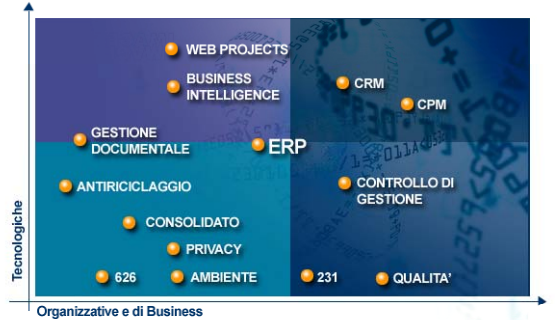 WEB PROJECTS
BUSINESS
INTELLIGENCE
CRM
CPM
GESTIONE
DOCUMENTALE
ERP
ANTIRICICLAGGIO
CONTROLLO DI
GESTIONE
CONSOLIDATO
PRIVACY
626
AMBIENTE
231
QUALITA'
Tecnologiche
Organizzative e di Business